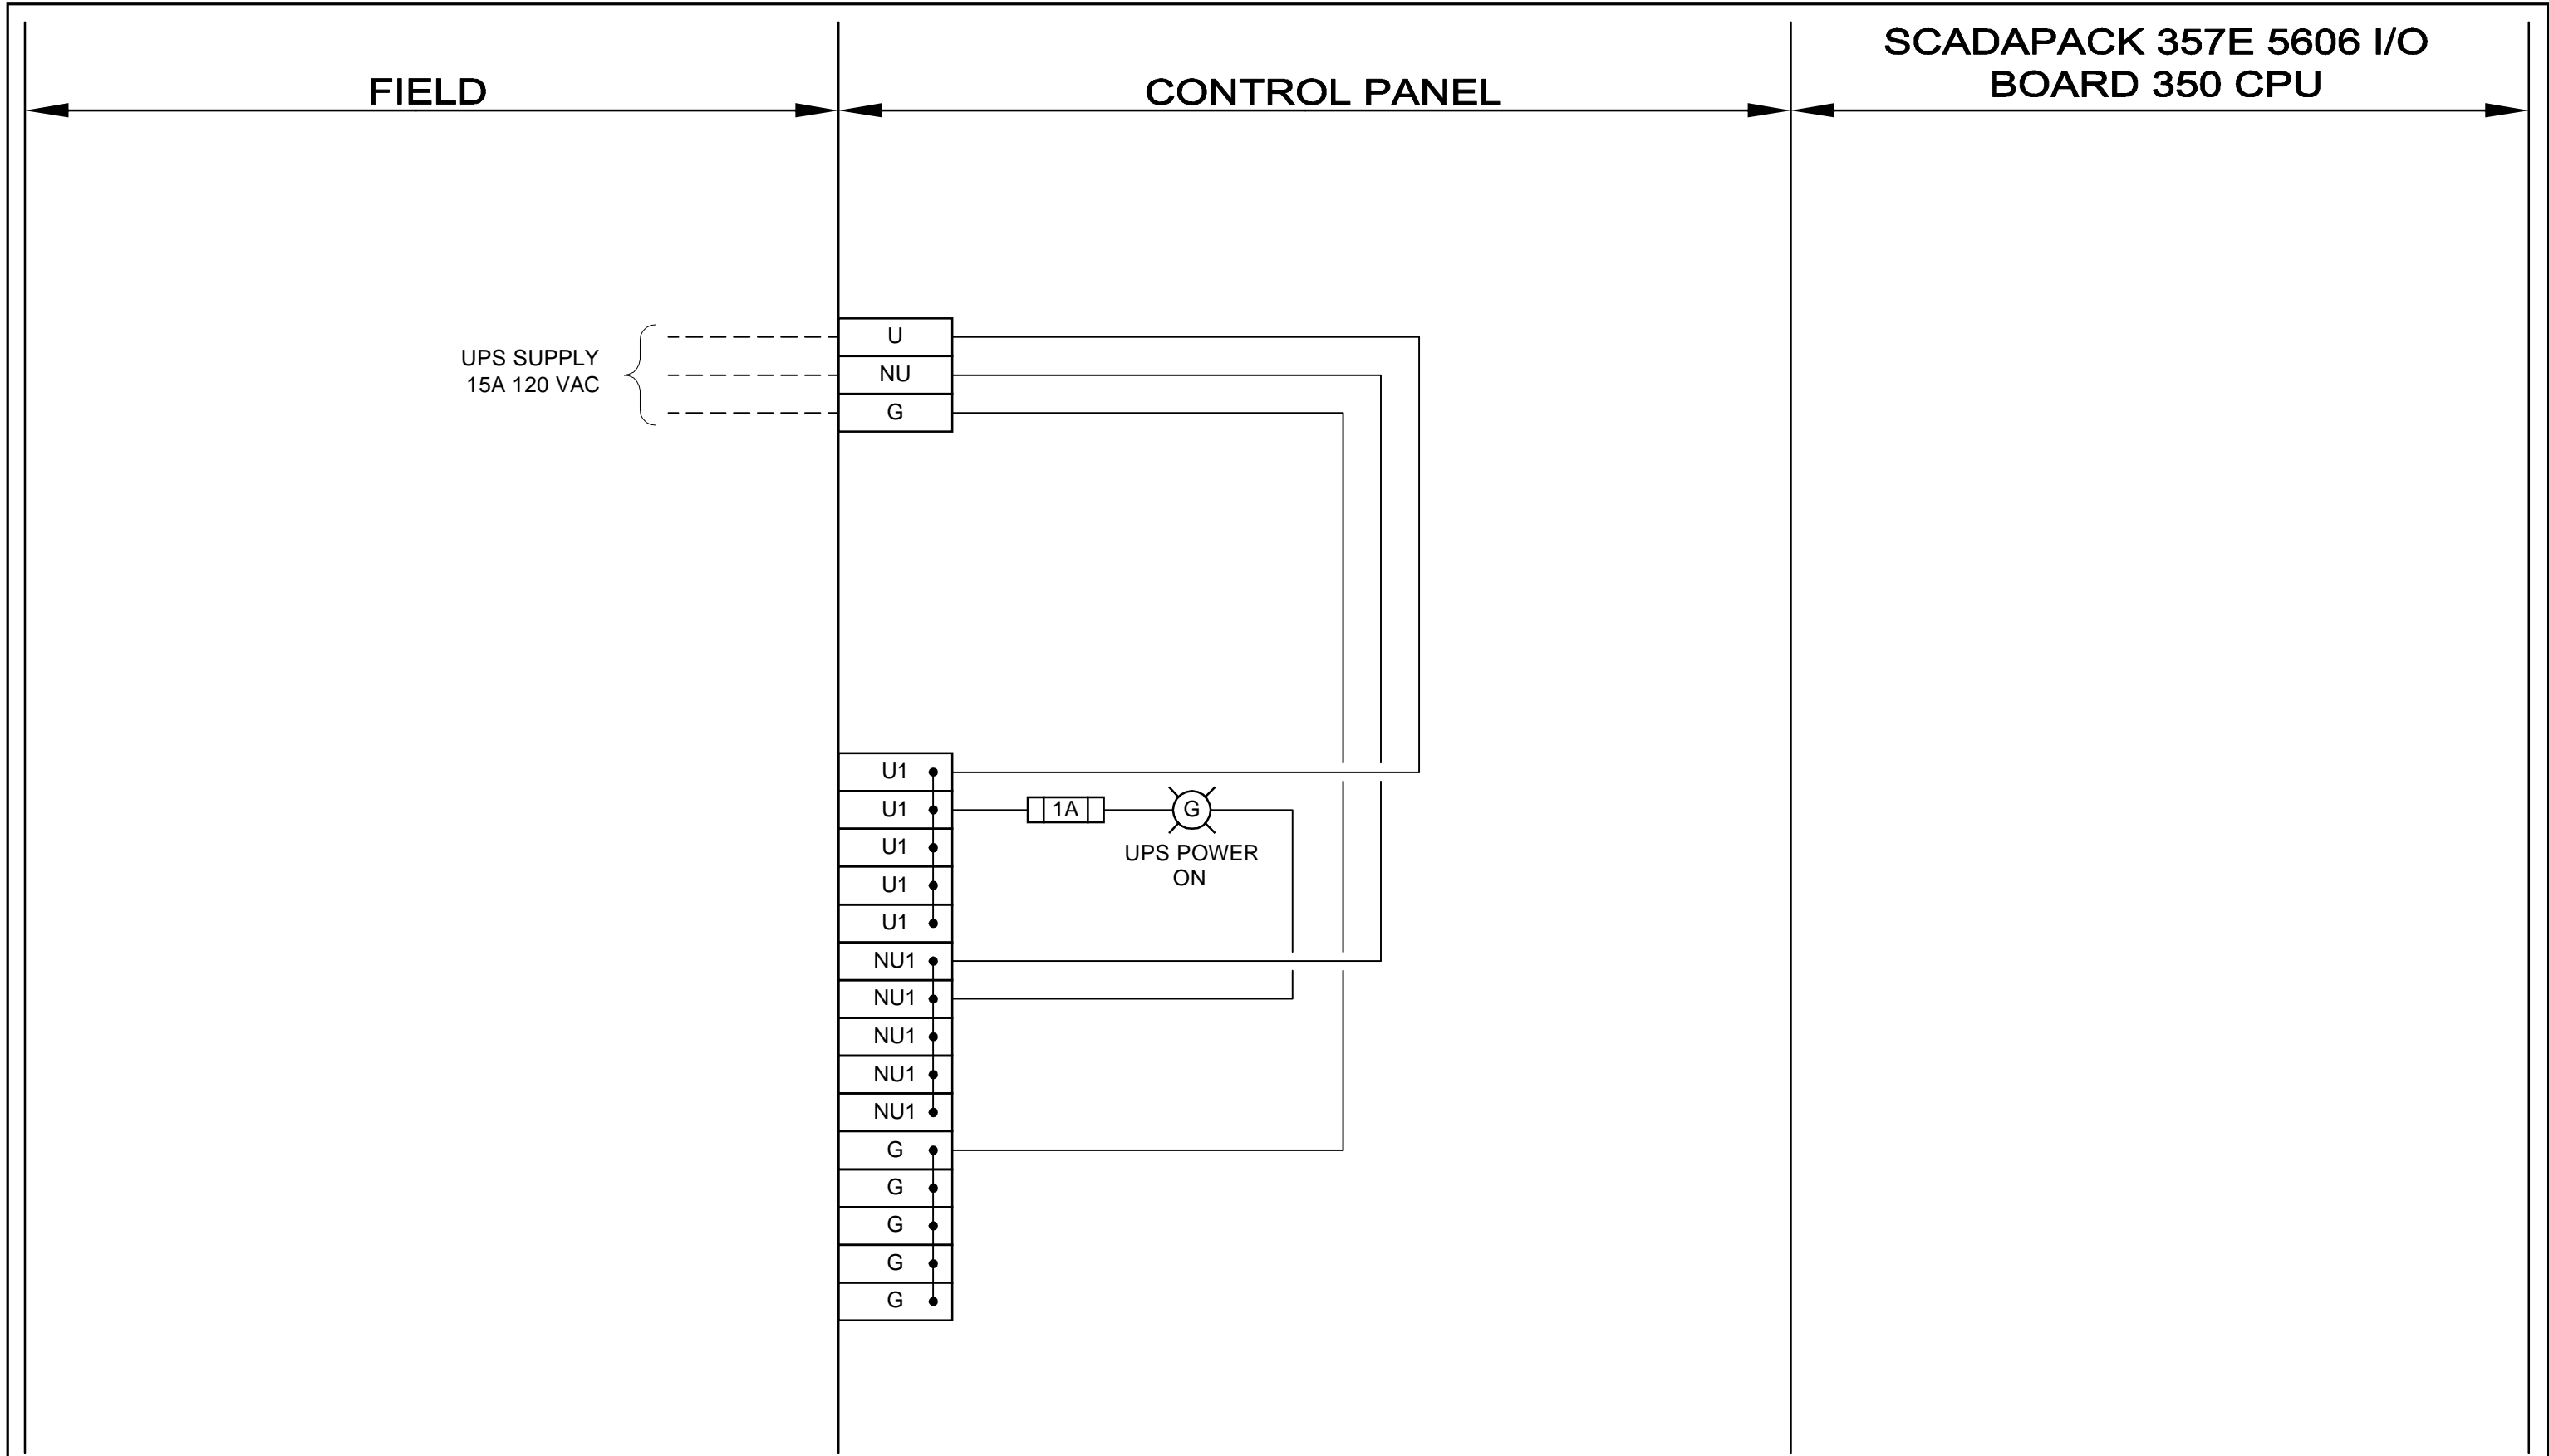 FIELD
CONTROL PANEL
SCADAPACK 357E 5606 I/O
BOARD 350 CPU
UPS SUPPLY
15A 120 VAC
U
NU
G
U1
U1
1A
G
UPS POWER
ON
U1
U1
U1
NU1
NU1
NU1
NU1
NU1
G
G
G
G
G